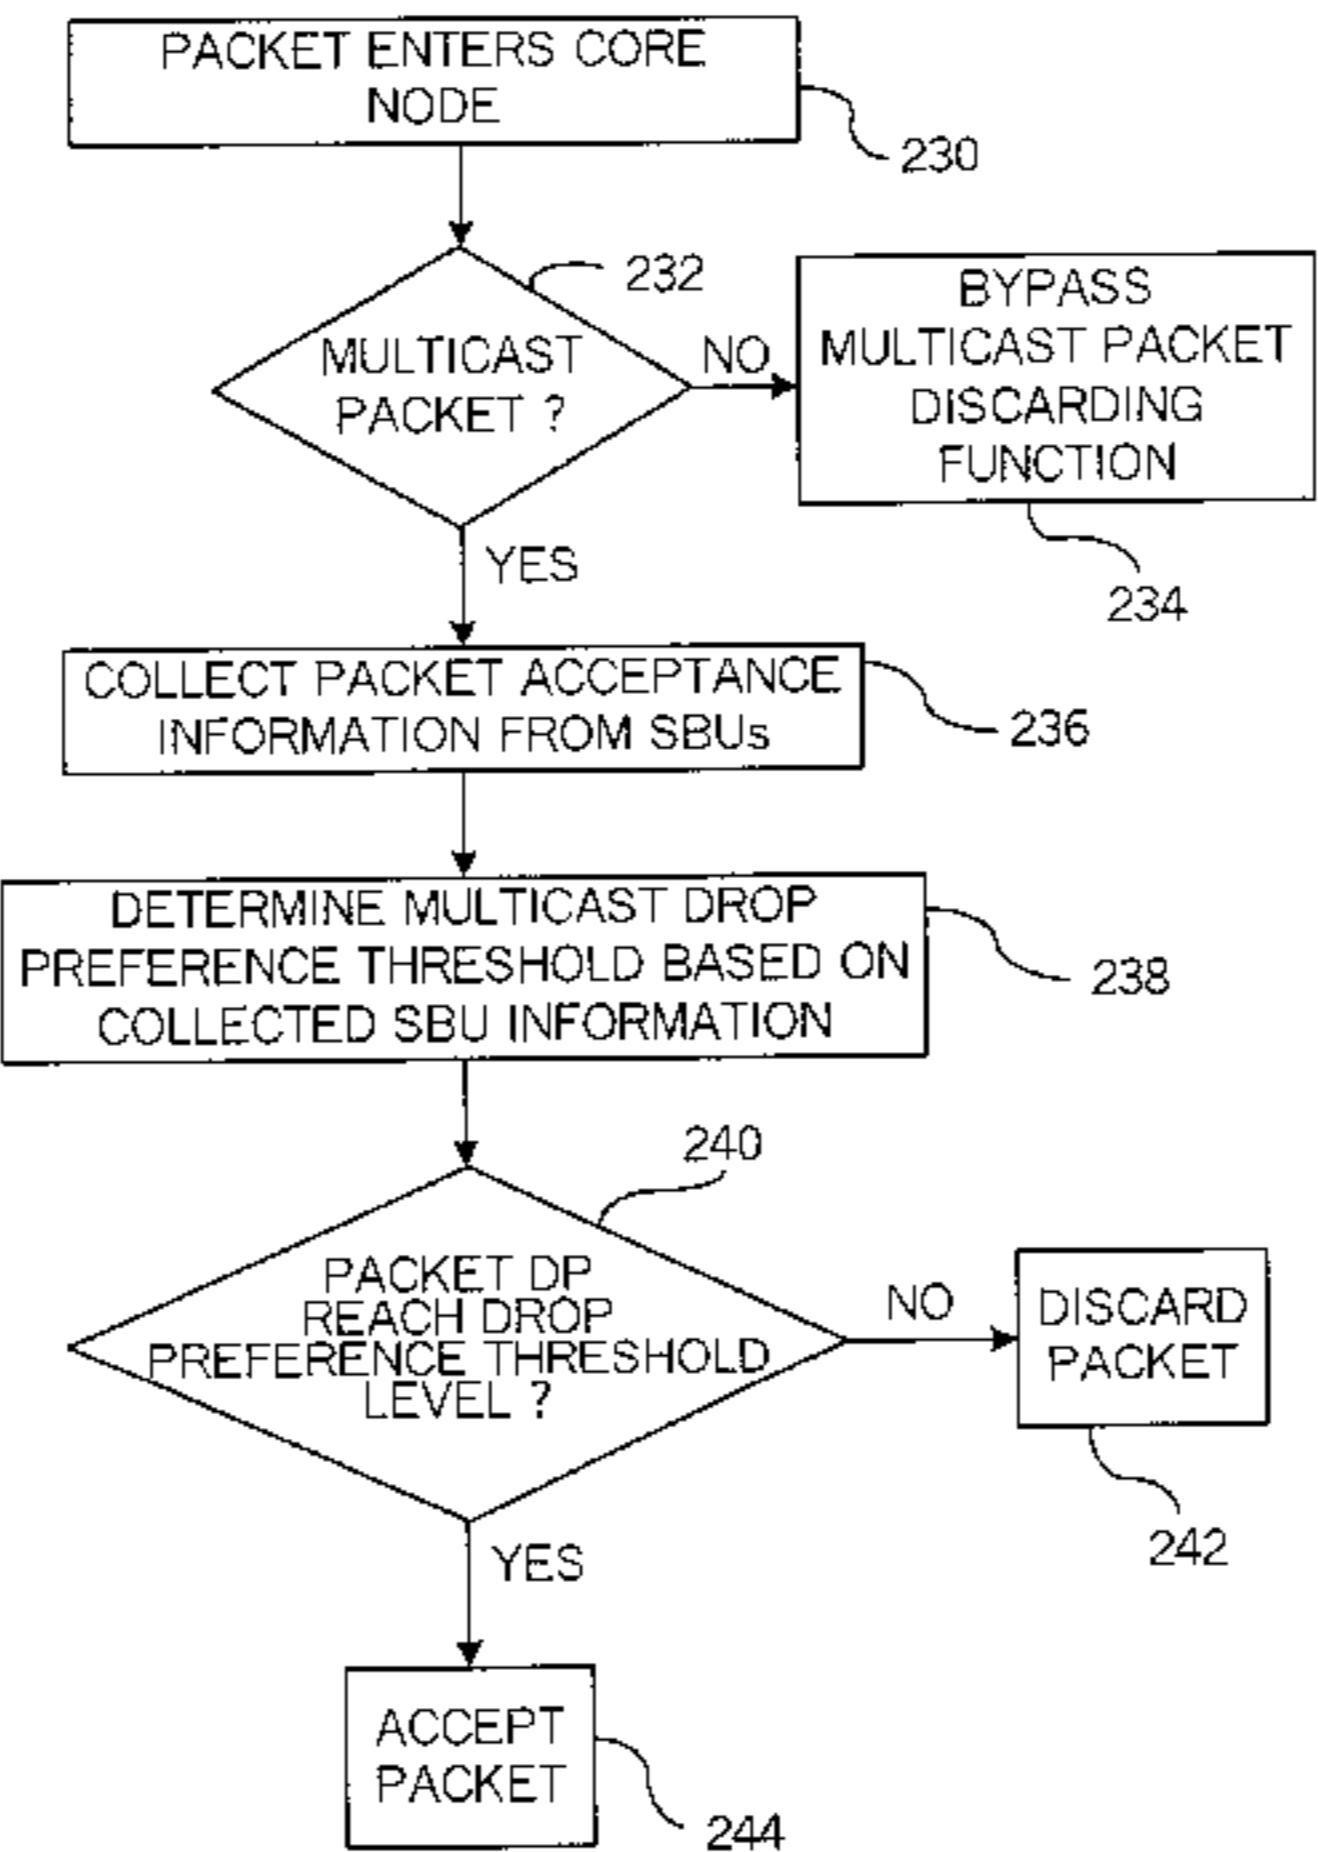 PACKET ENTERS CORE
NODE
230
232
MULTICAST
PACKET ?
NO
BYPASS
MULTICAST PACKET
DISCARDING
FUNCTION
234
YES
COLLECT PACKET ACCEPTANCE
INFORMATION FROM SBUs
236
DETERMINE MULTICAST DROP
PREFERENCE THRESHOLD BASED ON
COLLECTED SBU INFORMATION
238
240
PACKET DP
REACH DROP
PREFERENCE THRESHOLD
LEVEL ?
NO
DISCARD
PACKET
242
YES
ACCEPT
PACKET
244